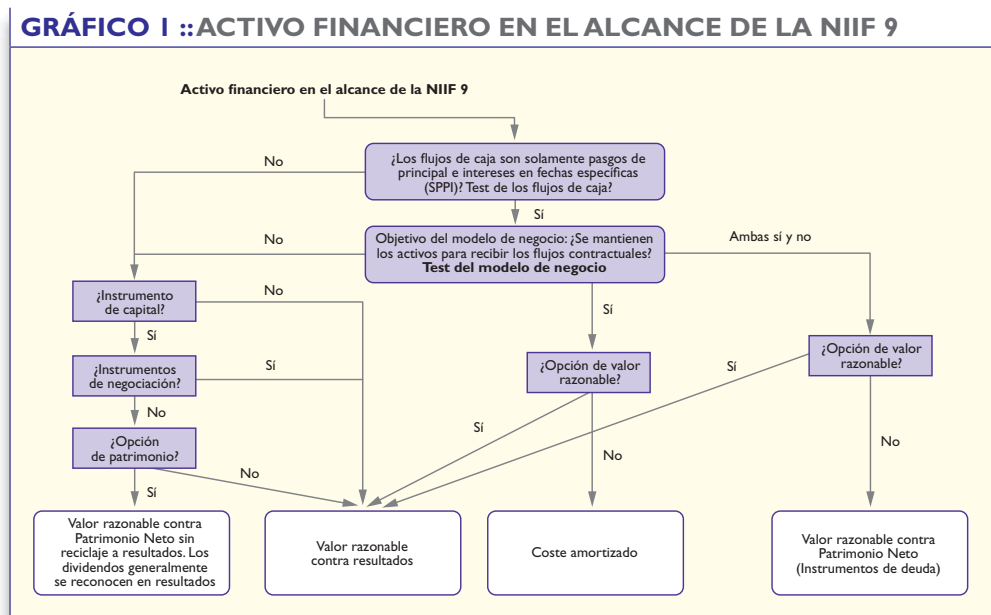 GRÁFICO 1 :: ACTIVO FINANCIERO EN EL ALCANCE DE LA NIIF 9
Activo financiero en el alcance de la NIIF 9
No
¿Los flujos de caja son solamente pasgos de
principal e intereses en fechas específicas
(SPPI)? Test de los flujos de caja?
Sí
No
Objetivo del modelo de negocio: ¿Se mantienen
los activos para recibir los flujos contractuales?
Test del modelo de negocio
Ambas sí y no
¿Instrumento
de capital?
No
Sí
Sí
¿Instrumentos
de negociación?
Sí
¿Opción de valor
razonable?
Sí
¿Opción de valor
razonable?
No
¿Opción
de patrimonio?
No
Sí
No
No
Sí
Valor razonable contra
Patrimonio Neto sin
reciclaje a resultados. Los
dividendos generalmente
se reconocen en resultados
Valor razonable
contra resultados
Coste amortizado
Valor razonable contra
Patrimonio Neto
(Instrumentos de deuda)